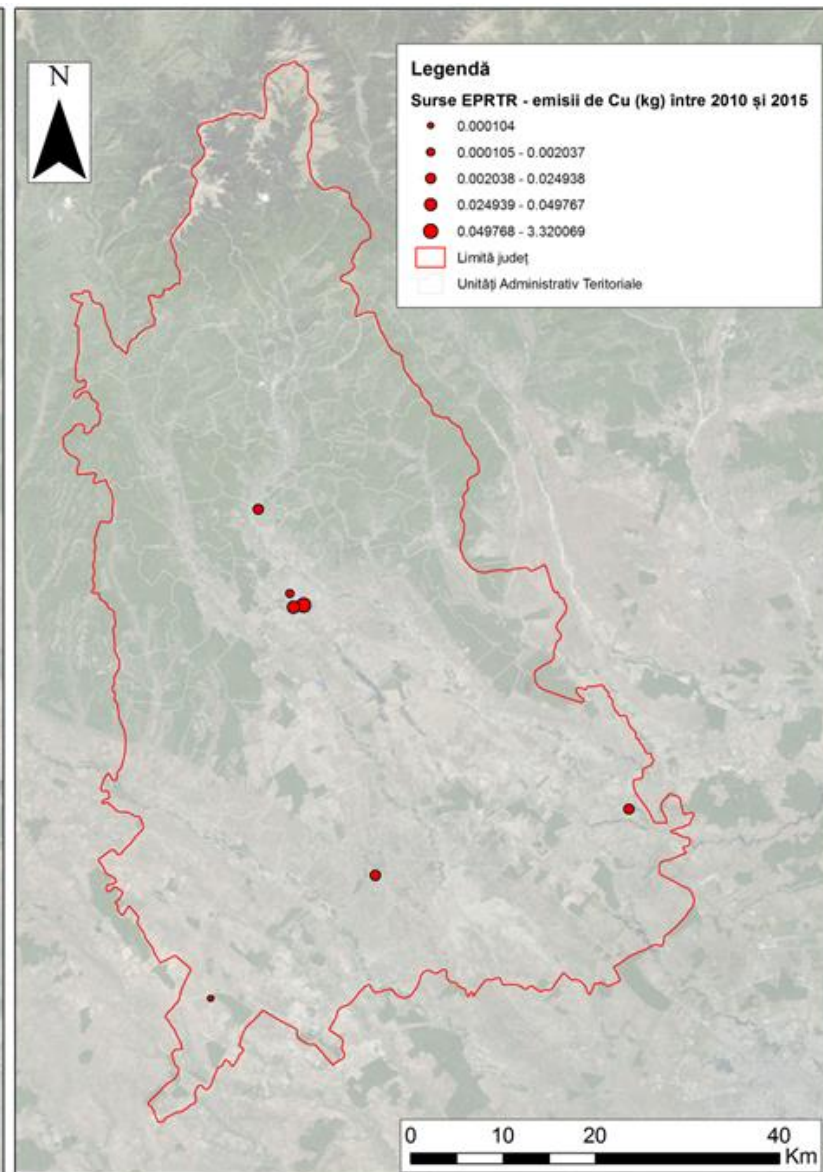 N
Legendă
Surse EPRTR - emisii de Cu (kg) între 2010 și 2015
0.000104
0.000105 - 0.002037
0.002038 - 0.024938
0.024939 - 0.049767
0.049768 - 3.320069
Limită județ
Unități Administrativ Teritoriale
0 10 20 40
Km